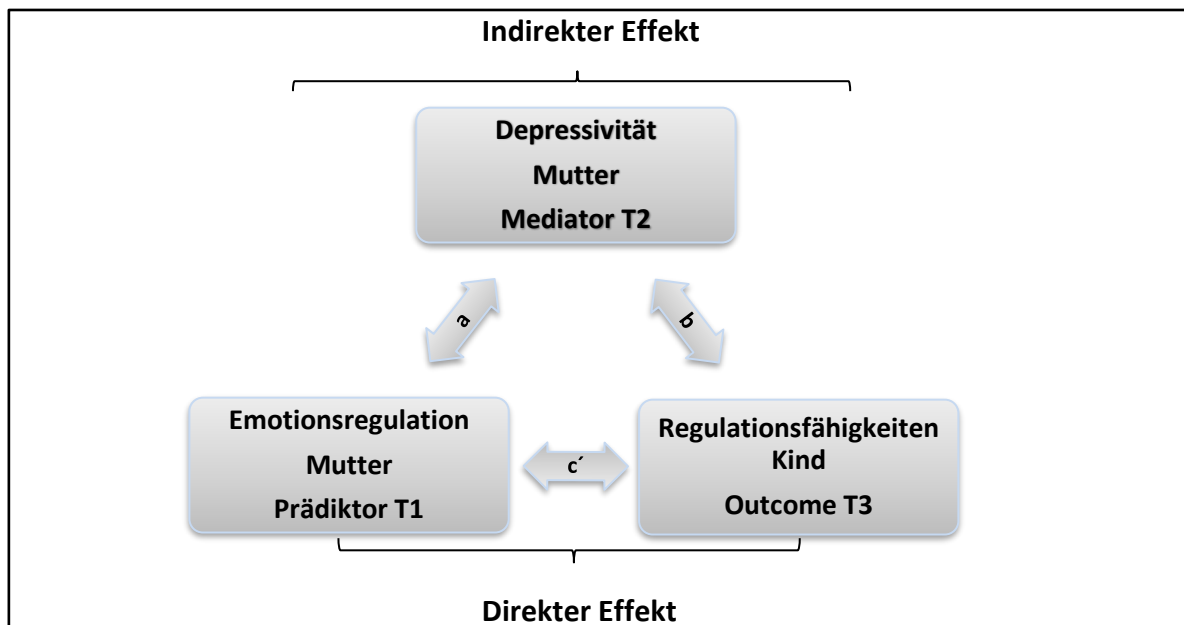 Indirekter Effekt
Depressivität
Mutter
Mediator T2
a
b
Emotionsregulation
Mutter
Prädiktor T1
c´
Regulationsfähigkeiten
Kind
Outcome T3
Direkter Effekt